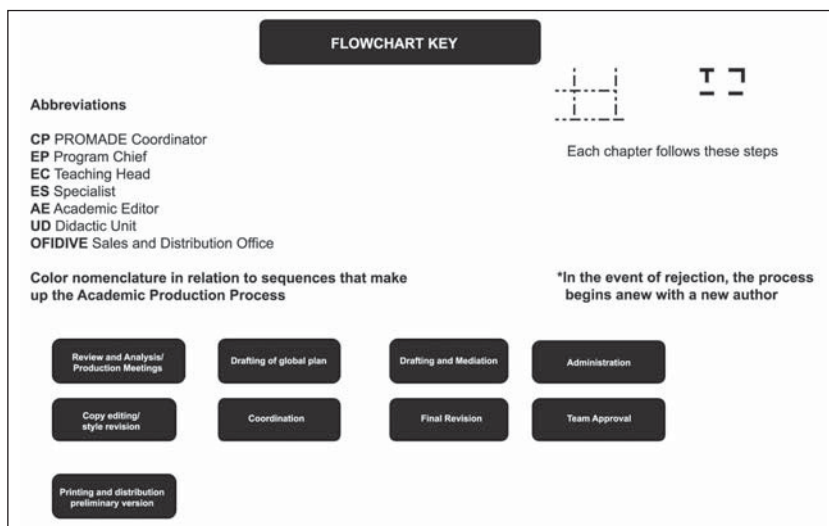 FLOWCHART KEY
Abbreviations
CP PROMADE Coordinator
EP Program Chief
EC Teaching Head
ES Specialist
AE Academic Editor
UD Didactic Unit
OFIDIVE Sales and Distribution Office
Each chapter follows these steps
Color nomenclature in relation to sequences that make
up the Academic Production Process
*In the event of rejection, the process
begins anew with a new author
Review and Analysis/
Production Meetings
Drafting of global plan
Drafting and Mediation
Administration
Copy editing/
style revision
Coordination
Final Revision
Team Approval
Printing and distribution
preliminary version